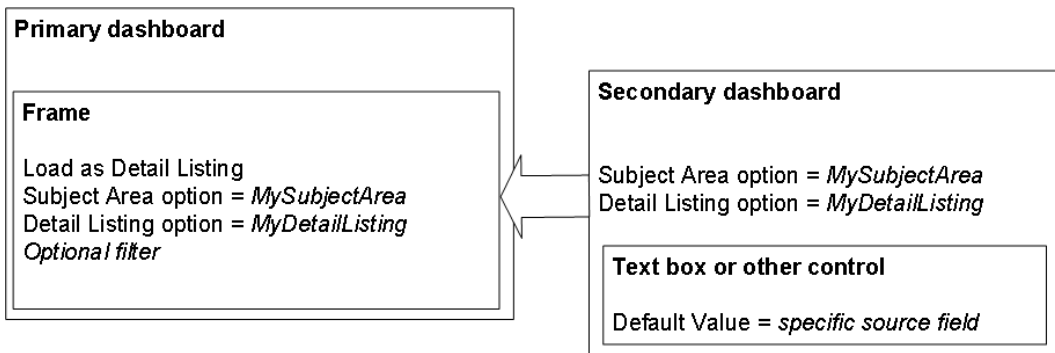 Primary dashboard
Frame
Load as Detail Listing
Subject Area option = MySubjectArea
Detail Listing option = MyDetailListing
Optional filter
Secondary dashboard
Subject Area option = MySubjectArea
Detail Listing option = MyDetailListing
Text box or other control
Default Value = specific source field